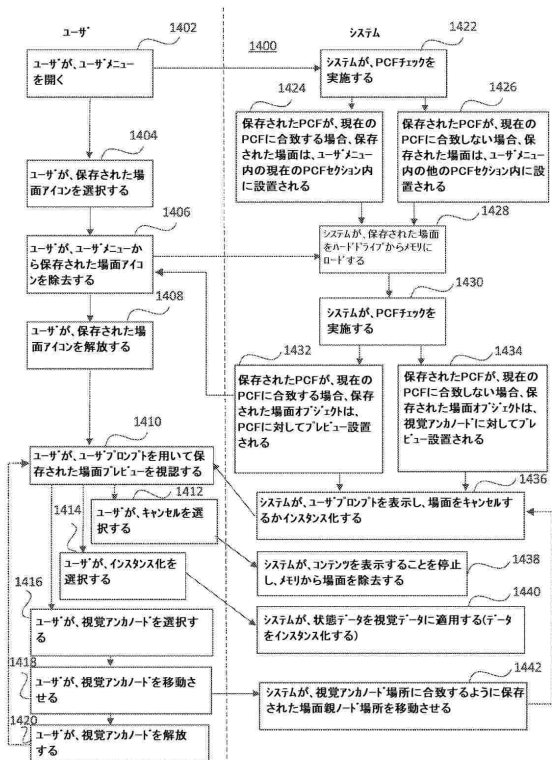 ユーザ
システム
1400
1402
ユーザが、ユーザメニュー
を開く
1404
ユーザが、保存された場
面アイコンを選択する
1406
ユーザが、ユーザメニューか
ら保存された場面アイコ
ンを除去する
1408
ユーザが、保存された場
面アイコンを解放する
1410
ユーザが、ユーザプロンプトを用いて保
存された場面プレビューを視認する
1412
ユーザが、キャンセルを選
択する
1414
ユーザが、インスタンス化を
選択する
1416
ユーザが、視覚アンカノードを選択す
る
1418
ユーザが、視覚アンカノードを移動さ
せる
1420
ユーザが、視覚アンカノードを解放
する
1422
システムが、PCFチェックを
実施する
1424
保存されたPCFが、現在の
PCFに合致する場合、保存
された場面は、ユーザメニュー
内の現在のPCFセクション内
に設置される
1426
保存されたPCFが、現在の
PCFに合致しない場合、保
存された場面は、ユーザメニュー
内の他のPCFセクション内に
設置される
1428
システムが、保存された場面
をハードドライブからメモリに
ロードする
1430
システムが、PCFチェックを
実施する
1432
保存されたPCFが、現在の
PCFに合致する場合、保存
された場面オブジェクトは、
PCFに対してプレビュー設置
される
1434
保存されたPCFが、現在の
PCFに合致しない場合、保
存された場面オブジェクトは、
視覚アンカノードに対してプレ
ビュー設置される
1436
システムが、ユーザプロンプトを表示し、場面をキャンセルす
るかインスタンス化する
1438
システムが、コンテンツを表示することを停止
し、メモリから場面を除去する
1440
システムが、状態データを視覚データに適用する(データ
をインスタンス化する)
1442
システムが、視覚アンカノード場所に合致するように保存さ
れた場面親ノード場所を移動させる